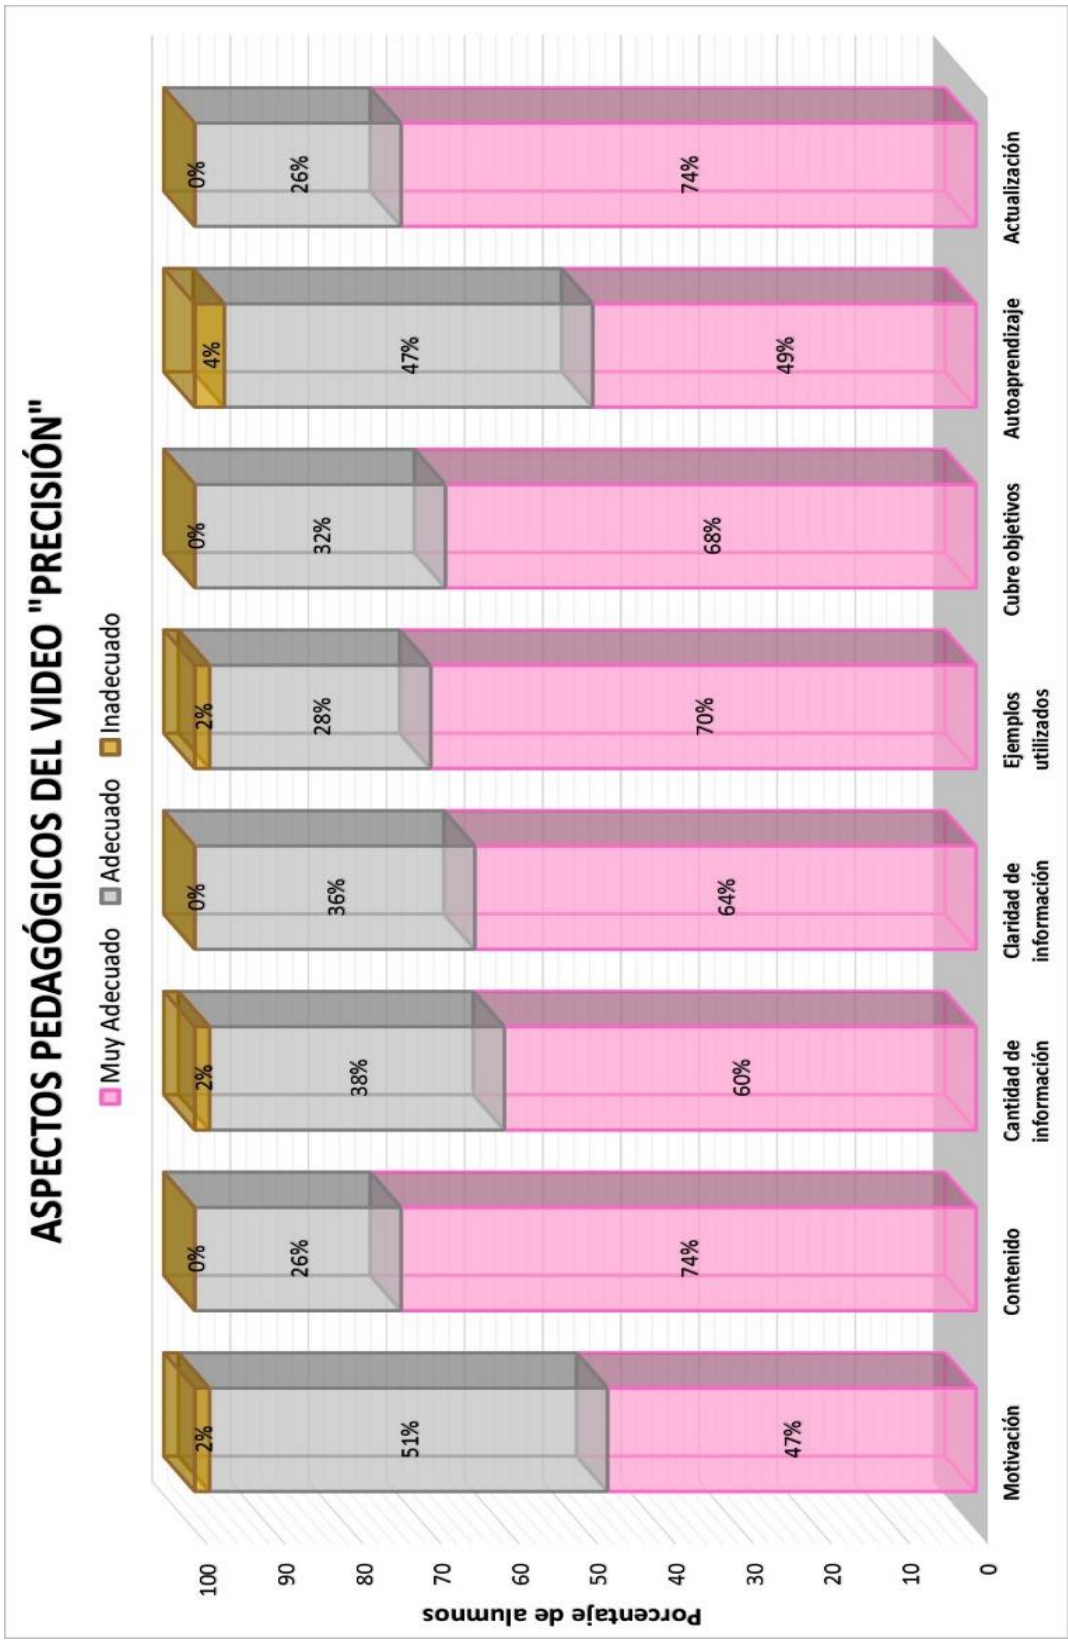 ASPECTOS PEDAGÓGICOS DEL VIDEO "PRECISIÓN"
Muy Adecuado Adecuado Inadecuado
Porcentaje de alumnos
100
90
80
70
60
50
40
30
20
10
0
2% 0% 2% 0% 2% 0% 4% 0%
51% 26% 38% 36% 28% 32% 47% 26%
47% 74% 60% 64% 70% 68% 49% 74%
Motivación
Contenido
Cantidad de
información
Claridad de
información
Ejemplos
utilizados
Cubre objetivos
Autoaprendizaje
Actualización